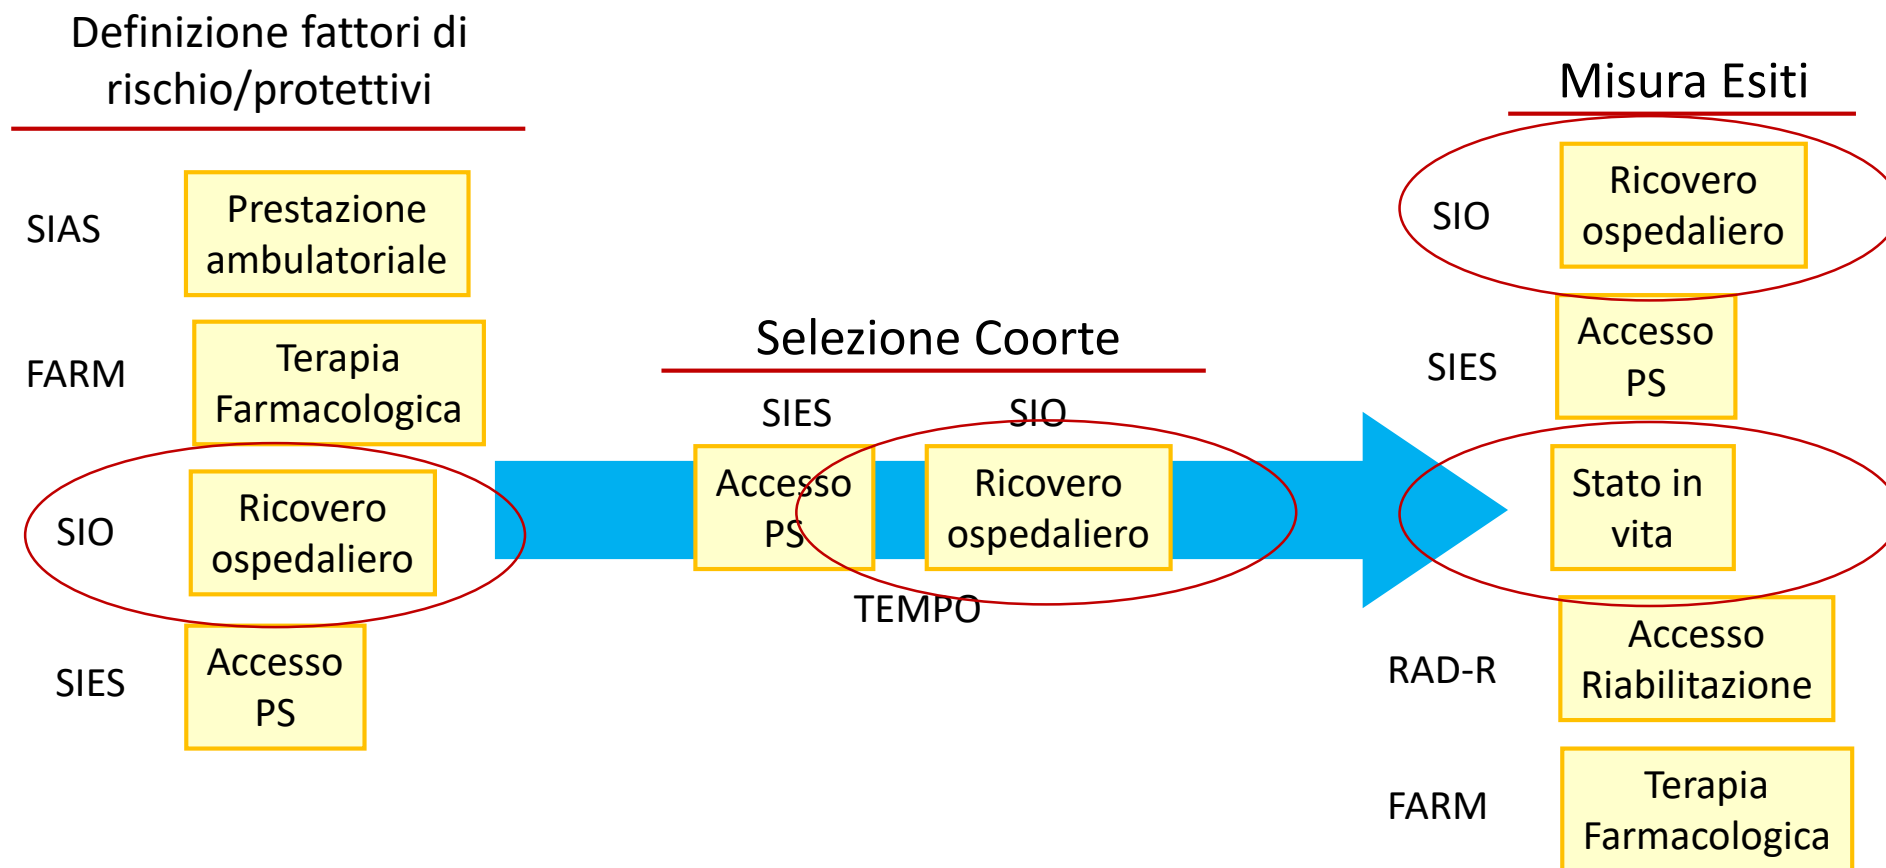 Definizione fattori di
rischio/protettivi
SIAS
Prestazione
ambulatoriale
FARM
Terapia
Farmacologica
SIO
Ricovero
ospedaliero
SIES
Accesso
PS
Selezione Coorte
SIES
SIO
Accesso
PS
Ricovero
ospedaliero
TEMPO
Misura Esiti
SIO
Ricovero
ospedaliero
SIES
Accesso
PS
Stato in
vita
RAD-R
Accesso
Riabilitazione
FARM
Terapia
Farmacologica